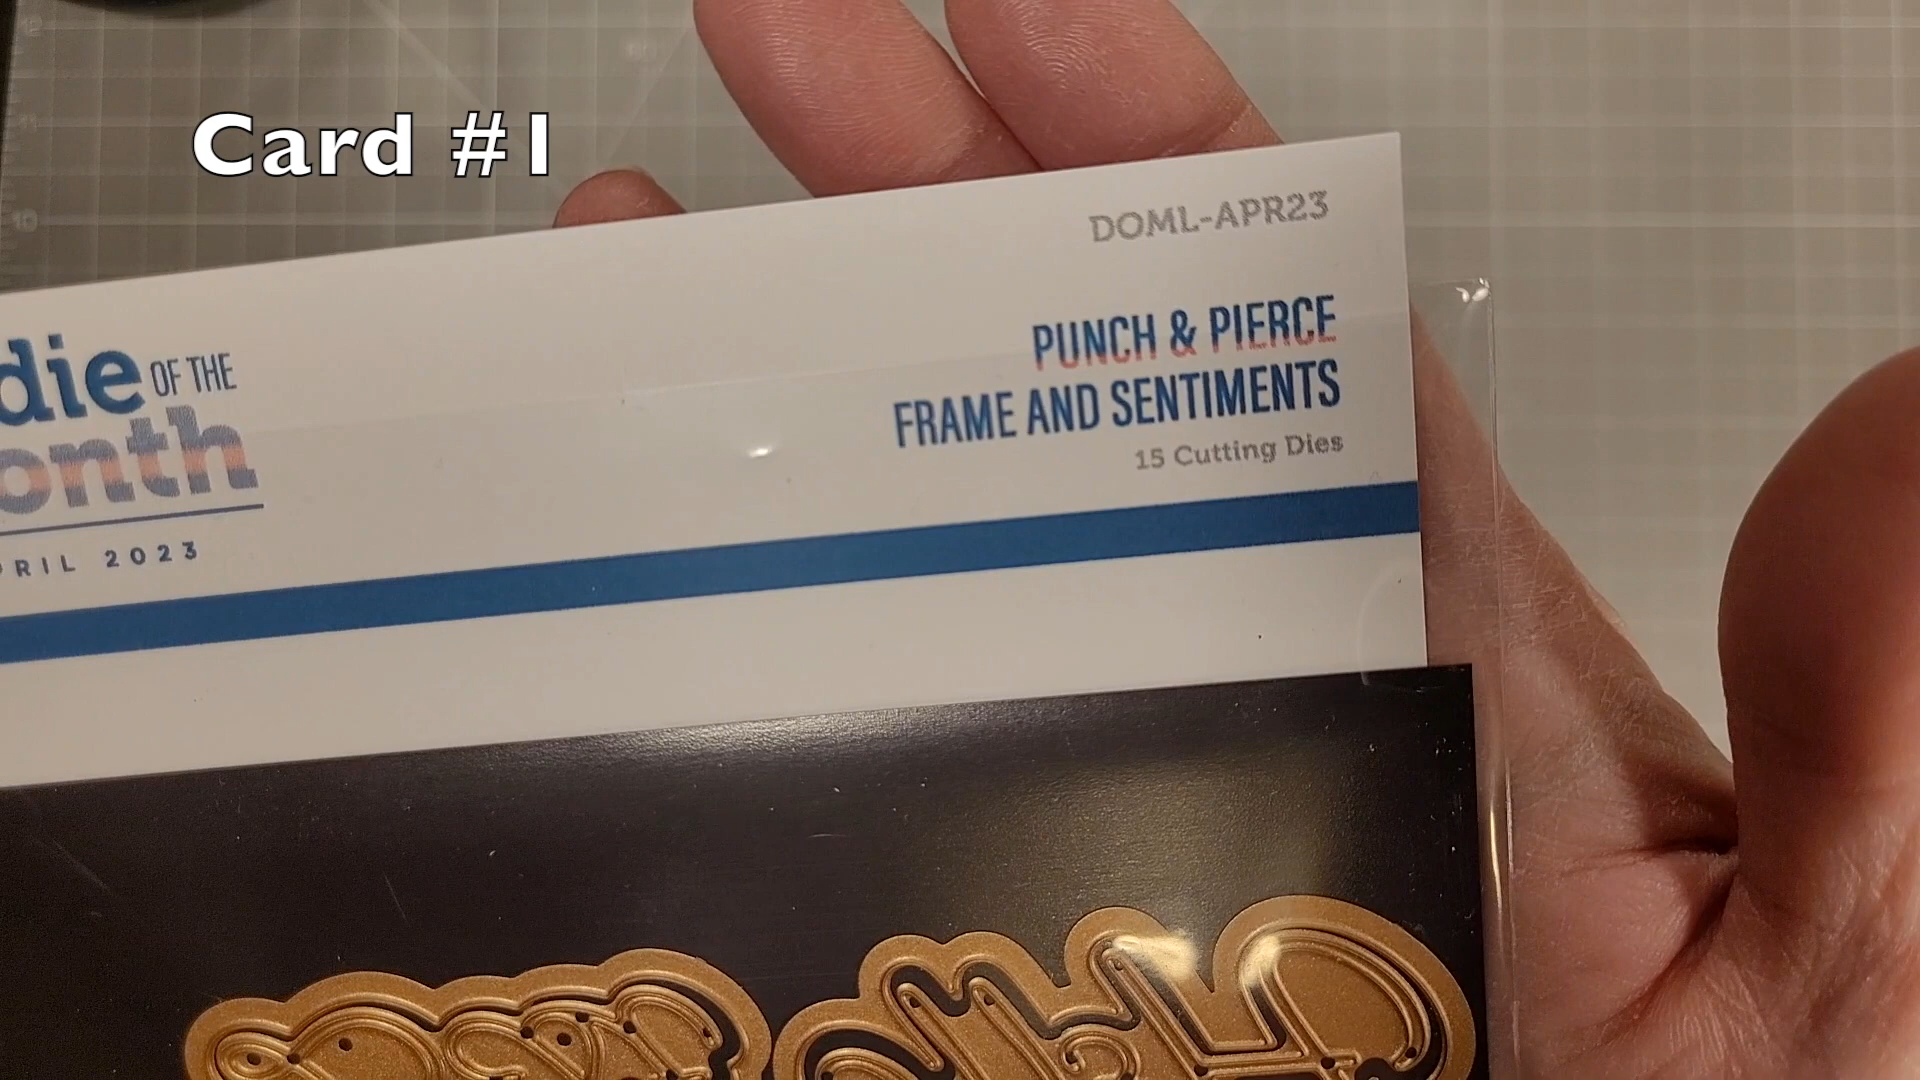 Card #1
DOML-APR23
PUNCH & PIERCE
FRAME AND SENTIMENTS
15 Cutting Dies
die OF THE
onth
RIL 2023